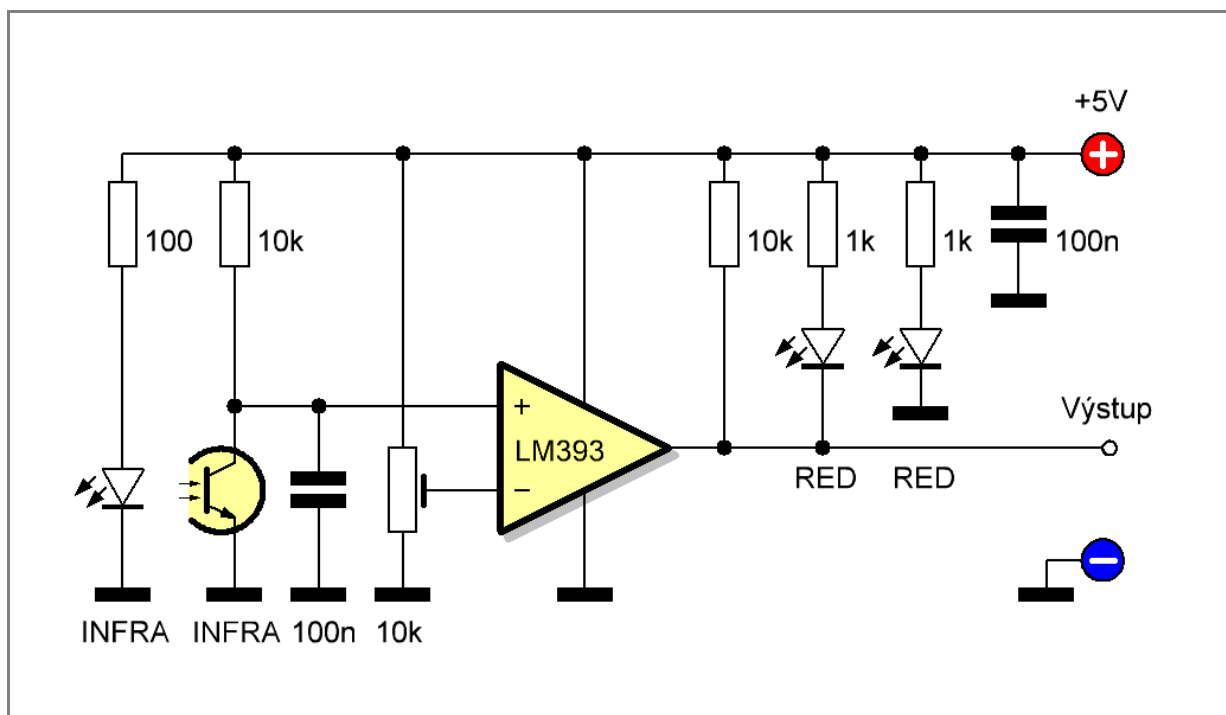 +5V
100
10k
10k
1k
1k
100n
+
LM393
−
Výstup
RED
RED
INFRA
INFRA
100n
10k